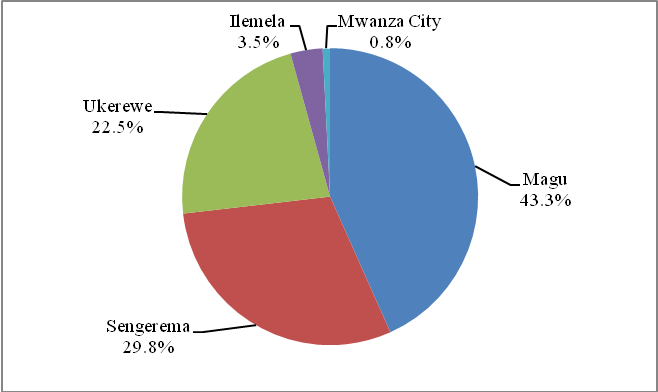 Ilemela
3.5%
Mwanza City
0.8%
Ukerewe
22.5%
Magu
43.3%
Sengerema
29.8%